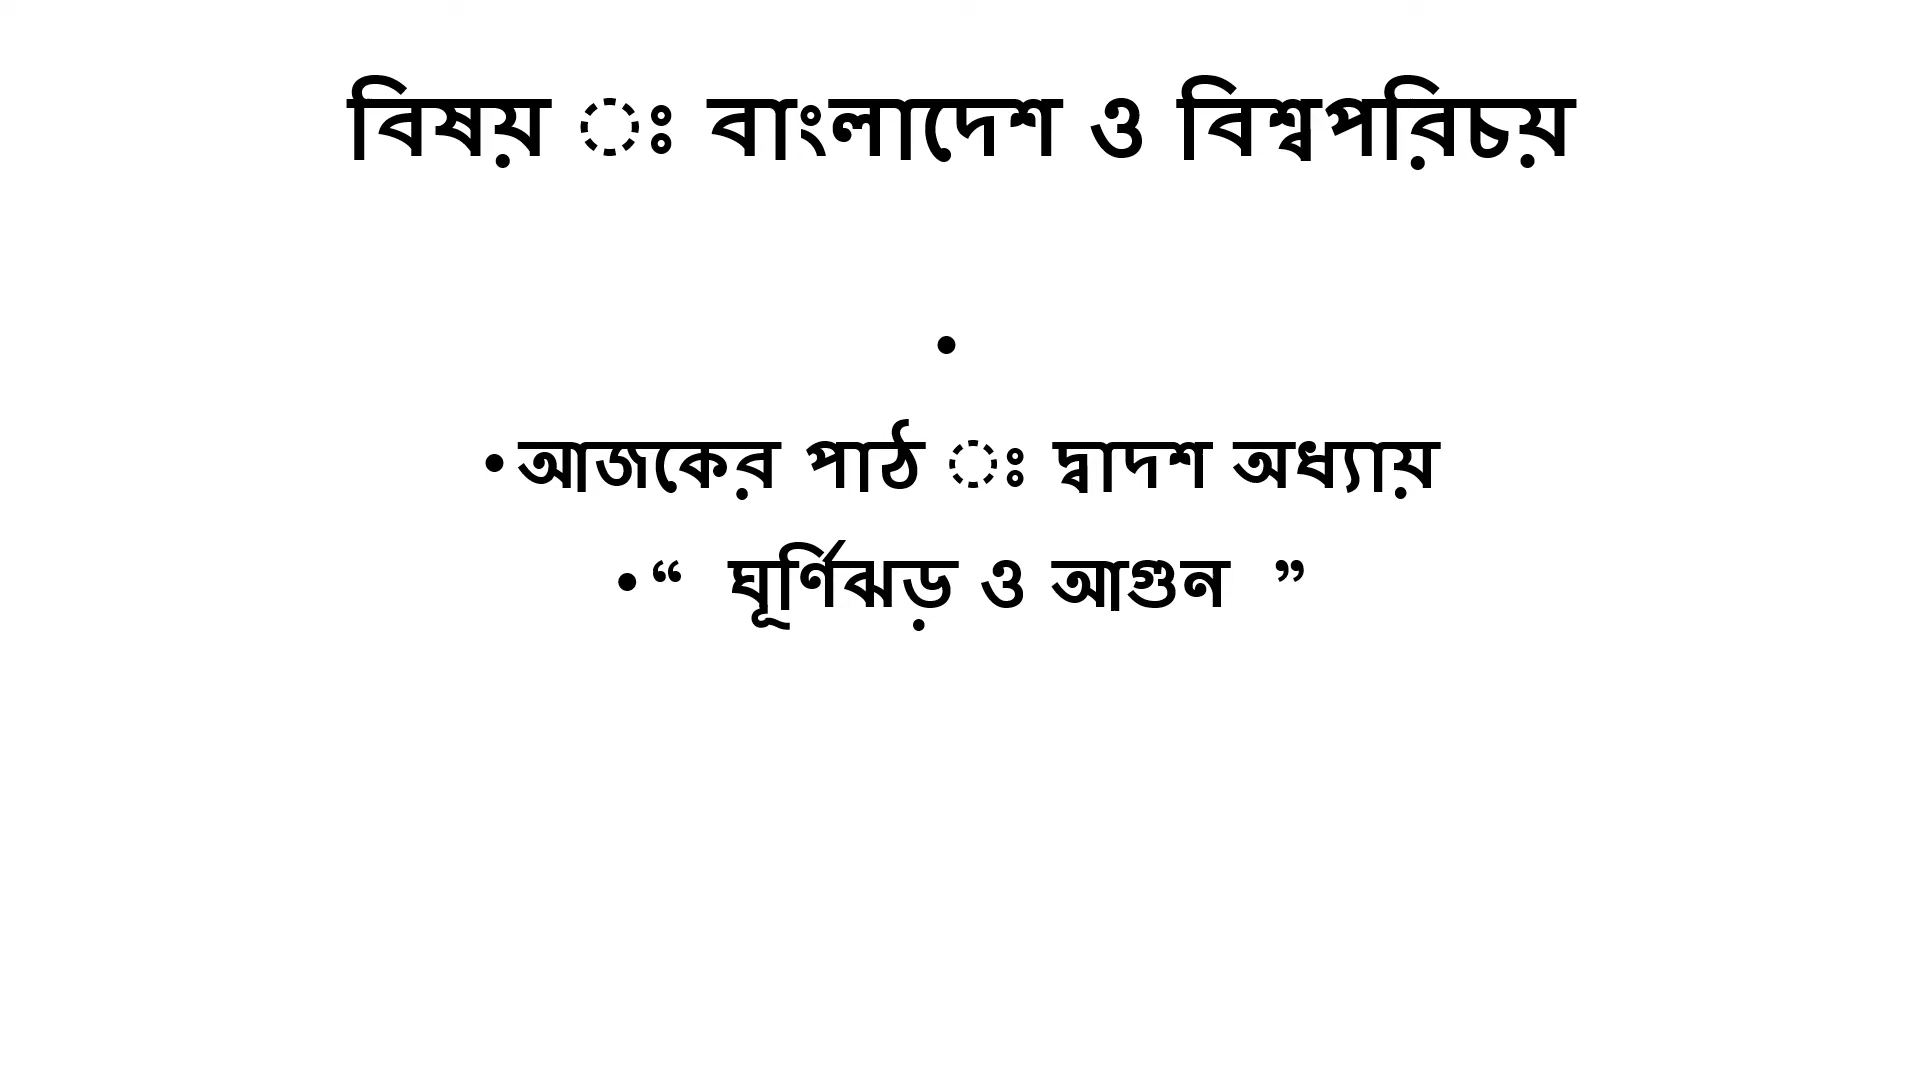 বিষয় ঃ বাংলাদেশ ও বিশ্বপরিচয়
•
• আজকের পাঠ ঃ দ্বাদশ অধ্যায়
• “ ঘূর্ণিঝড় ও আগুন ”